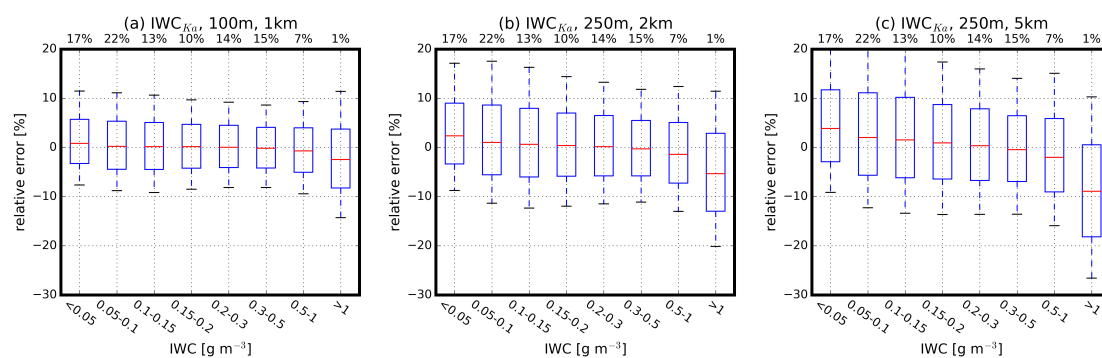 (a) IWC_Ka, 100m, 1km
17% 22% 13% 10% 14% 15% 7% 1%
20
10
0
−10
−20
−30
relative error [%]
<0.05 0.05-0.1 0.1-0.15 0.15-0.2 0.2-0.3 0.3-0.5 0.5-1 >1
IWC [g m⁻³]
(b) IWC_Ka, 250m, 2km
17% 22% 13% 10% 14% 15% 7% 1%
20
10
0
−10
−20
−30
relative error [%]
<0.05 0.05-0.1 0.1-0.15 0.15-0.2 0.2-0.3 0.3-0.5 0.5-1 >1
IWC [g m⁻³]
(c) IWC_Ka, 250m, 5km
17% 22% 13% 10% 14% 15% 7% 1%
20
10
0
−10
−20
−30
relative error [%]
<0.05 0.05-0.1 0.1-0.15 0.15-0.2 0.2-0.3 0.3-0.5 0.5-1 >1
IWC [g m⁻³]